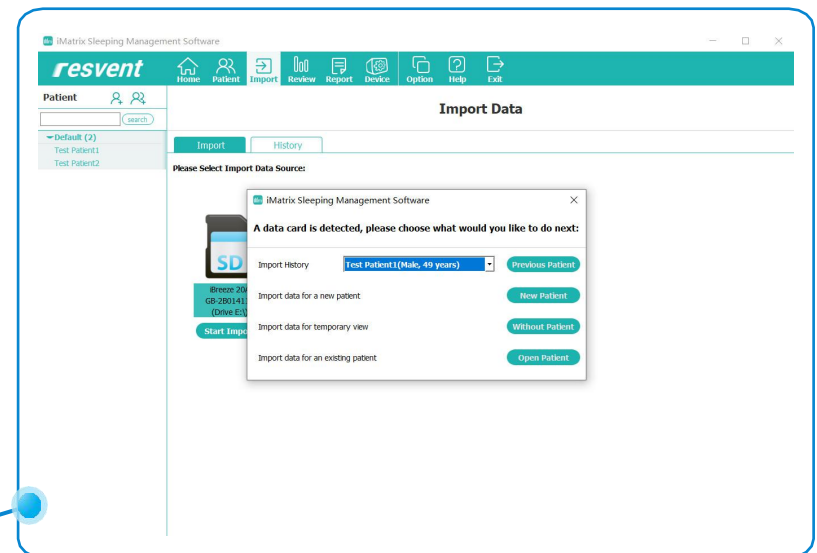 iMatrix Sleeping Management Software
resvent
Home Patient Import Review Report Device Option Help Exit
Patient
search
Default (2)
Test Patient1
Test Patient2
Import Data
Import History
Please Select Import Data Source:
SD
iBreeze 20A
GB-2B0141
(Drive E:\
Start Impo
iMatrix Sleeping Management Software
A data card is detected, please choose what would you like to do next:
Import History Test Patient1(Male, 49 years) Previous Patient
Import data for a new patient New Patient
Import data for temporary view Without Patient
Import data for an existing patient Open Patient